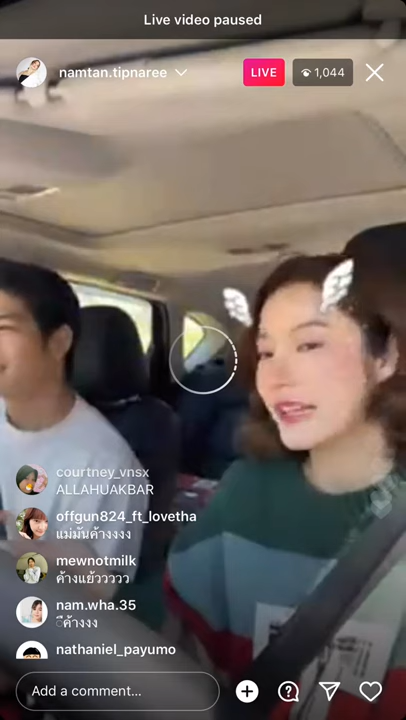 Live video paused
namtan.tipnaree
LIVE
1,044
courtney_vnsx
ALLAHUAKBAR
offgun824_ft_lovetha
แม่มันค้างงงง
mewnotmilk
ค้างแย้ววววว
nam.wha.35
ืค้างงง
nathaniel_payumo
Add a comment...